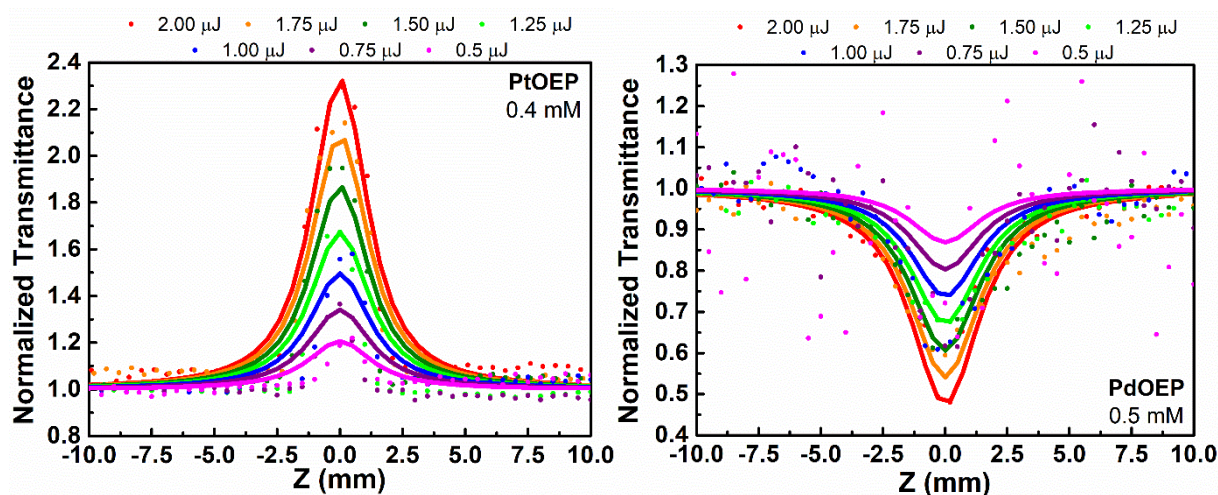 2.00 μJ 1.75 μJ 1.50 μJ 1.25 μJ
1.00 μJ 0.75 μJ 0.5 μJ
Normalized Transmittance
2.4
2.2
2.0
1.8
1.6
1.4
1.2
1.0
0.8
PtOEP
0.4 mM
-10.0 -7.5 -5.0 -2.5 0.0 2.5 5.0 7.5 10.0
Z (mm)
2.00 μJ 1.75 μJ 1.50 μJ 1.25 μJ
1.00 μJ 0.75 μJ 0.5 μJ
Normalized Transmittance
1.3
1.2
1.1
1.0
0.9
0.8
0.7
0.6
0.5
0.4
PdOEP
0.5 mM
-10.0 -7.5 -5.0 -2.5 0.0 2.5 5.0 7.5 10.0
Z (mm)